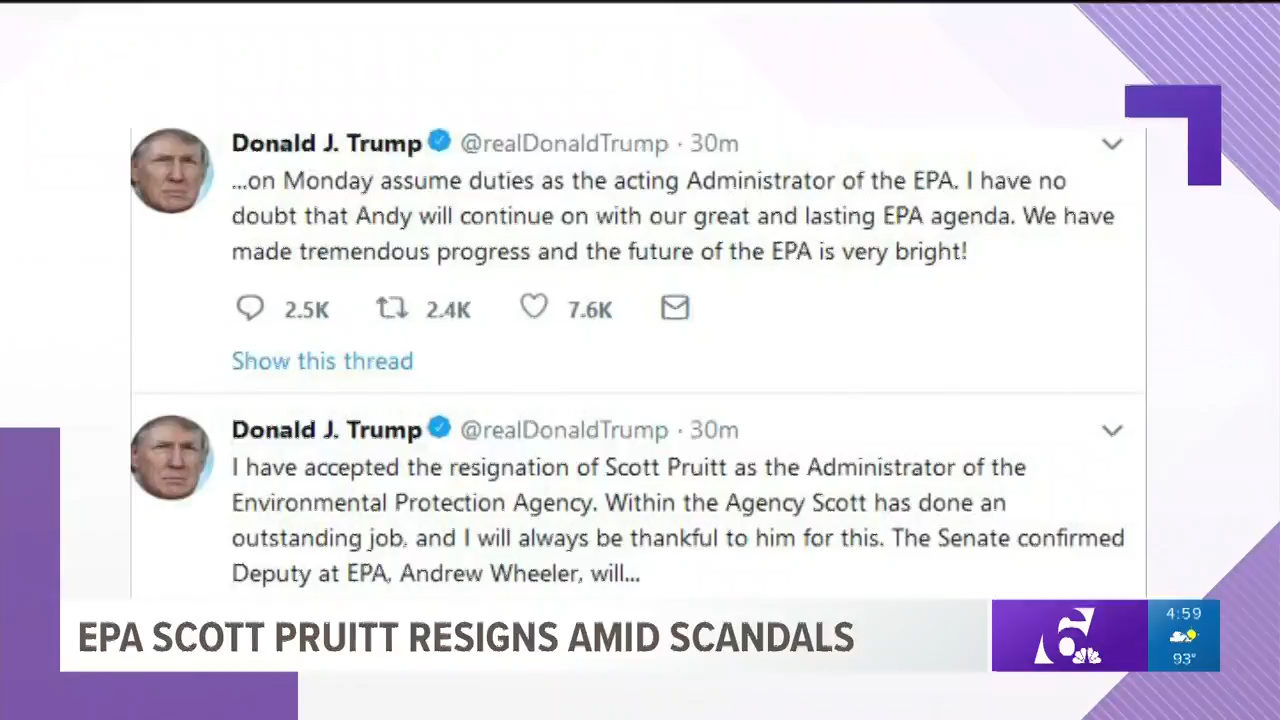 Donald J. Trump @realDonaldTrump · 30m
...on Monday assume duties as the acting Administrator of the EPA. I have no
doubt that Andy will continue on with our great and lasting EPA agenda. We have
made tremendous progress and the future of the EPA is very bright!
2.5K 2.4K 7.6K
Show this thread
Donald J. Trump @realDonaldTrump · 30m
I have accepted the resignation of Scott Pruitt as the Administrator of the
Environmental Protection Agency. Within the Agency Scott has done an
outstanding job, and I will always be thankful to him for this. The Senate confirmed
Deputy at EPA, Andrew Wheeler, will...
EPA SCOTT PRUITT RESIGNS AMID SCANDALS
6
4:59
93°